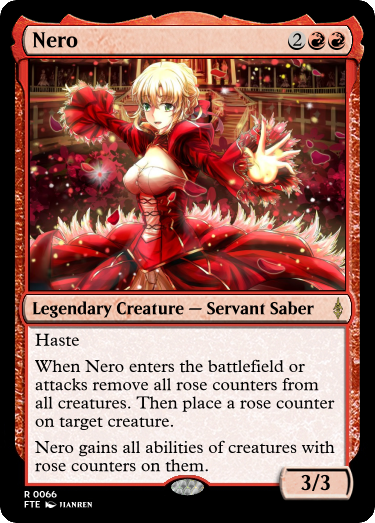 Nero 2
Legendary Creature — Servant Saber
Haste
When Nero enters the battlefield or
attacks remove all rose counters from
all creatures. Then place a rose counter
on target creature.
Nero gains all abilities of creatures with
rose counters on them.
3/3
R 0066
FTE HANREN